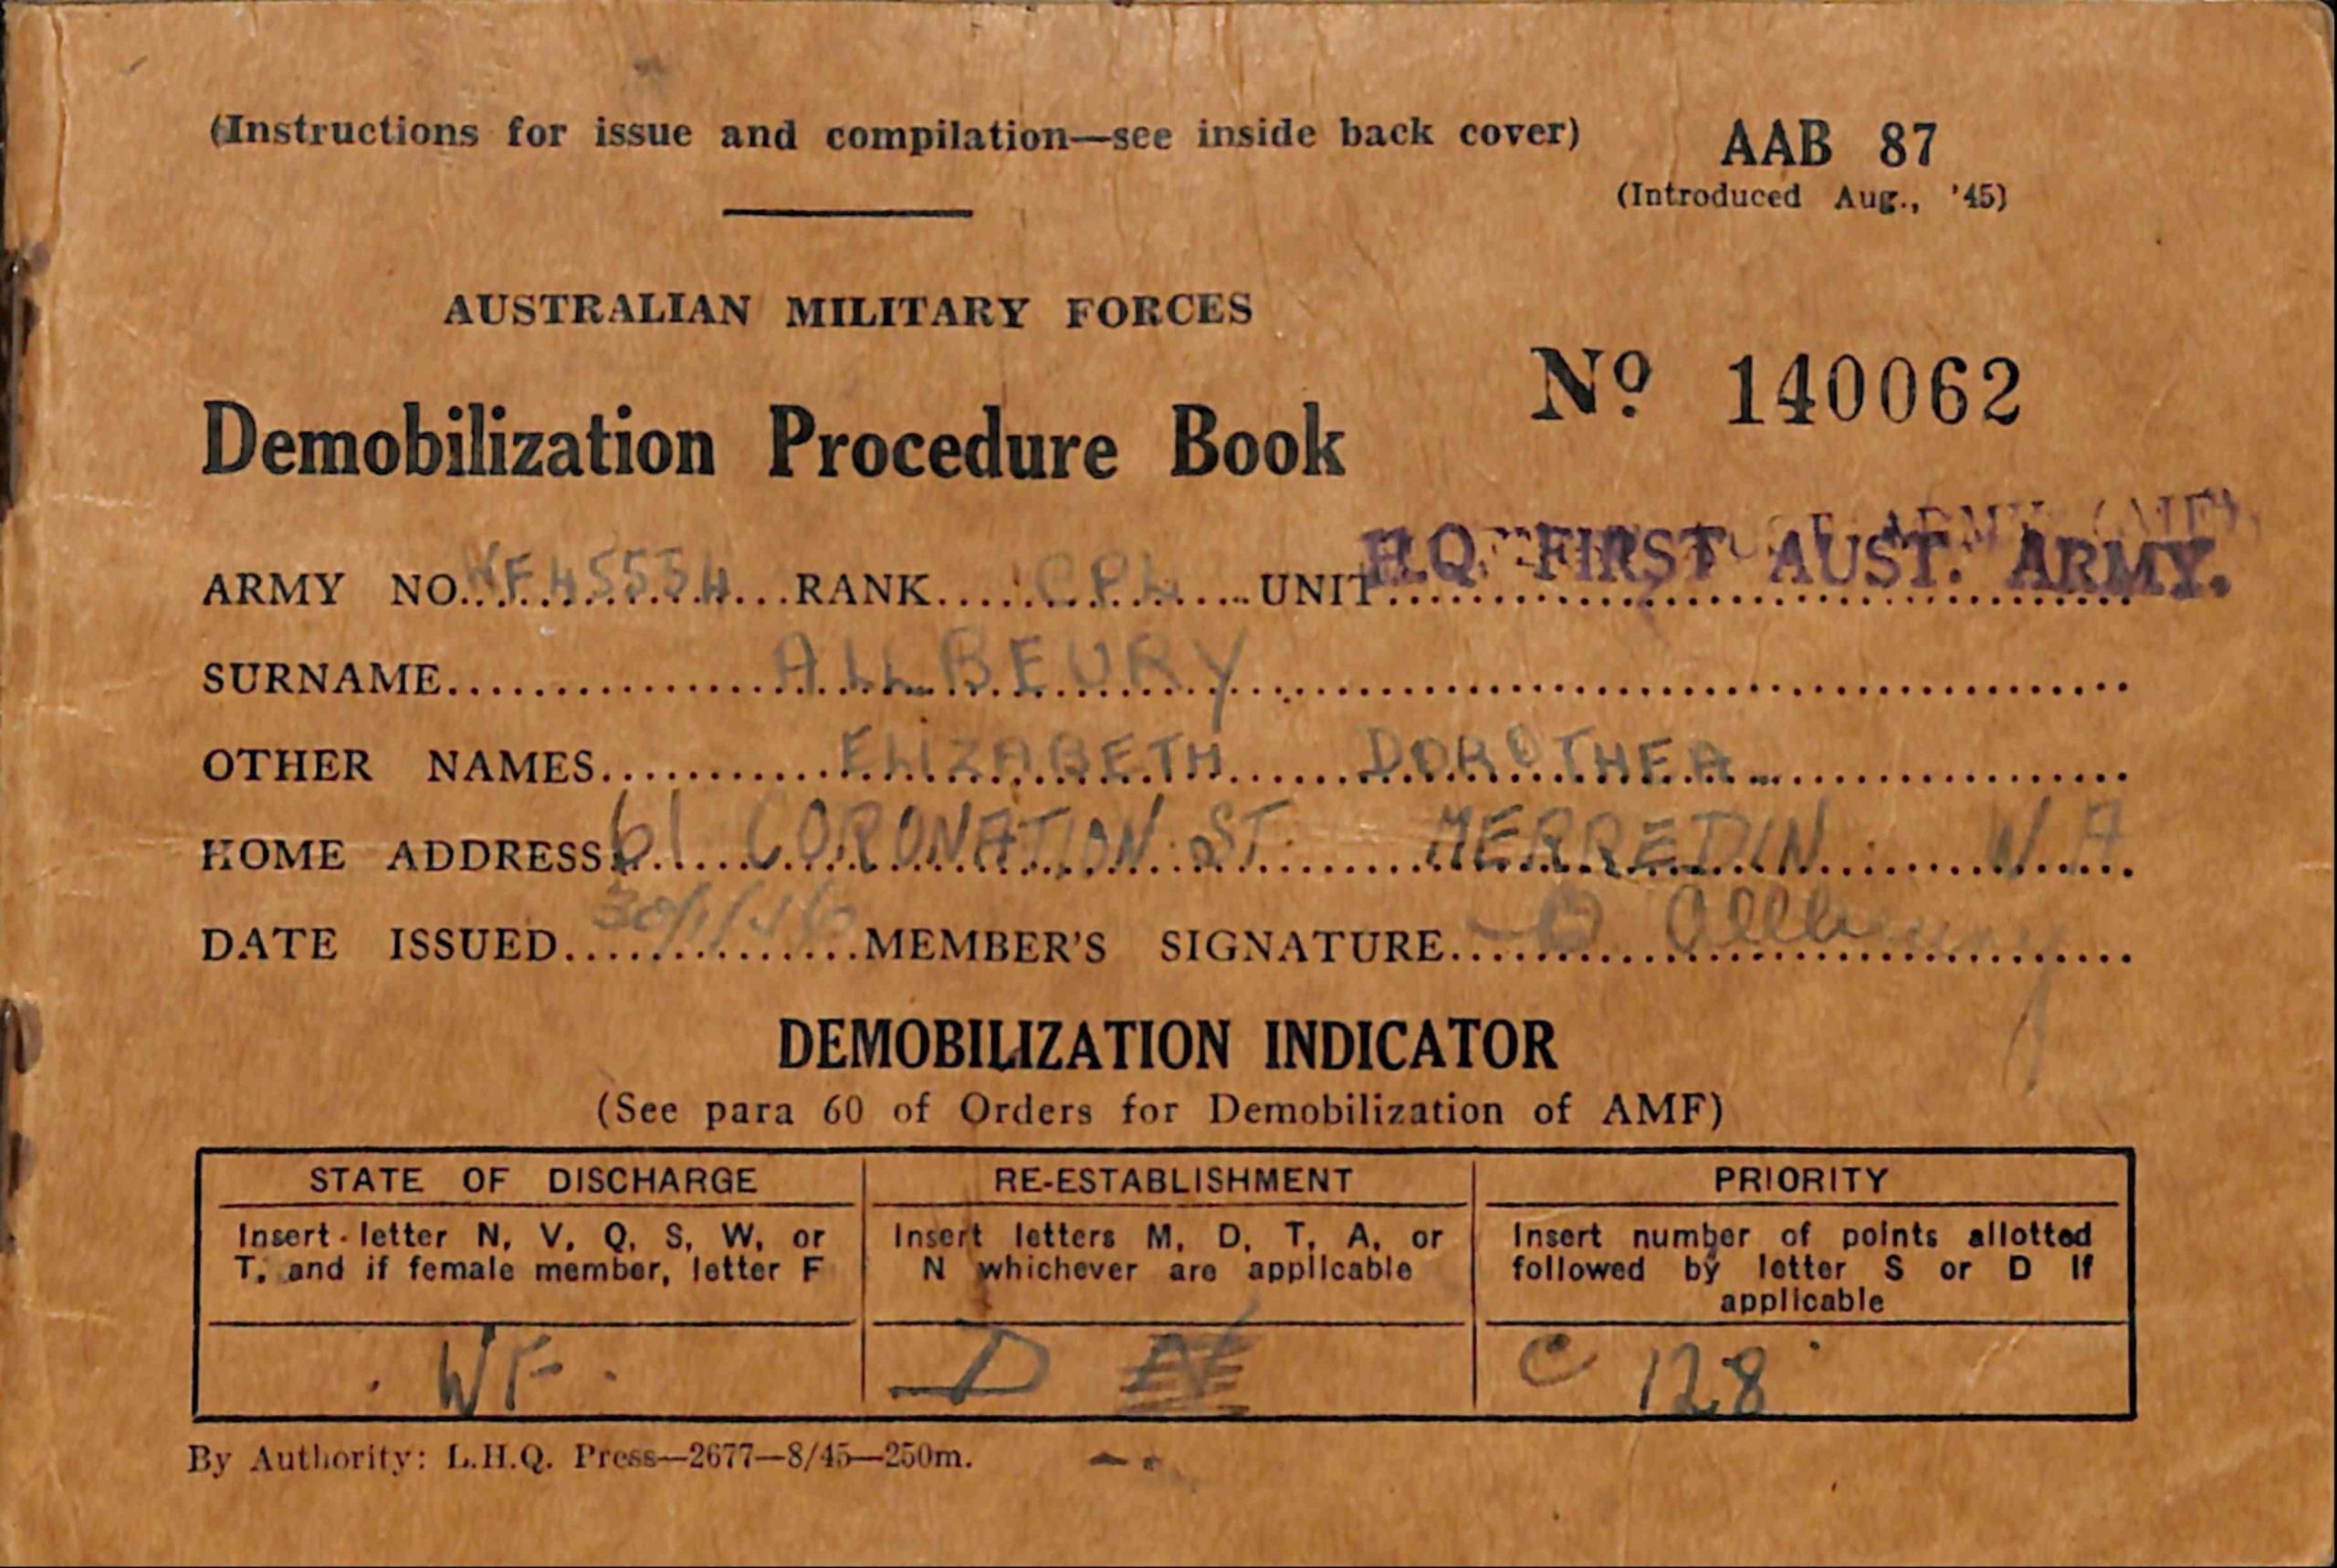 (Instructions for issue and compilation—see inside back cover)
AAB 87
(Introduced Aug., '45)
AUSTRALIAN MILITARY FORCES
Nº 140062
Demobilization Procedure Book
ARMY NO. WF45534 RANK CPL UNIT H.Q. FIRST AUST. ARMY.
SURNAME ALLBEURY
OTHER NAMES ELIZABETH DOROTHEA
HOME ADDRESS 61 CORONATION ST. MERREDIN W.A
DATE ISSUED 30/1/46 MEMBER'S SIGNATURE Allbeury
DEMOBILIZATION INDICATOR
(See para 60 of Orders for Demobilization of AMF)
STATE OF DISCHARGE
Insert letter N, V, Q, S, W, or
T, and if female member, letter F
WF
RE-ESTABLISHMENT
Insert letters M, D, T, A, or
N whichever are applicable
D N
PRIORITY
Insert number of points allotted
followed by letter S or D if
applicable
C 128
By Authority: L.H.Q. Press—2677—8/45—250m.